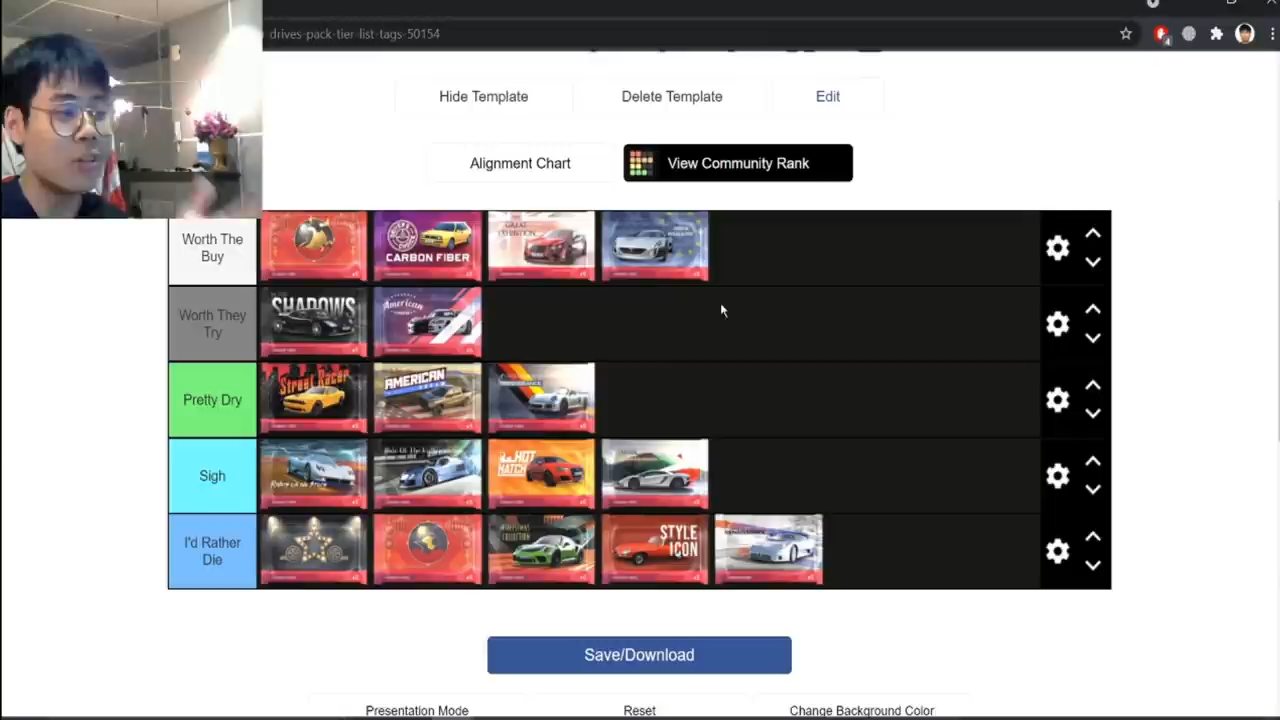 drives-pack-tier-list-tags-50154
4
Hide Template
Delete Template
Edit
Alignment Chart
View Community Rank
Worth The
Buy
CARBON FIBER
Worth They
Try
SHADOWS
American
Pretty Dry
Street Racer
AMERICAN
Sigh
HOT
HATCH
I'd Rather
Die
STYLE
ICON
Save/Download
Presentation Mode
Reset
Change Background Color